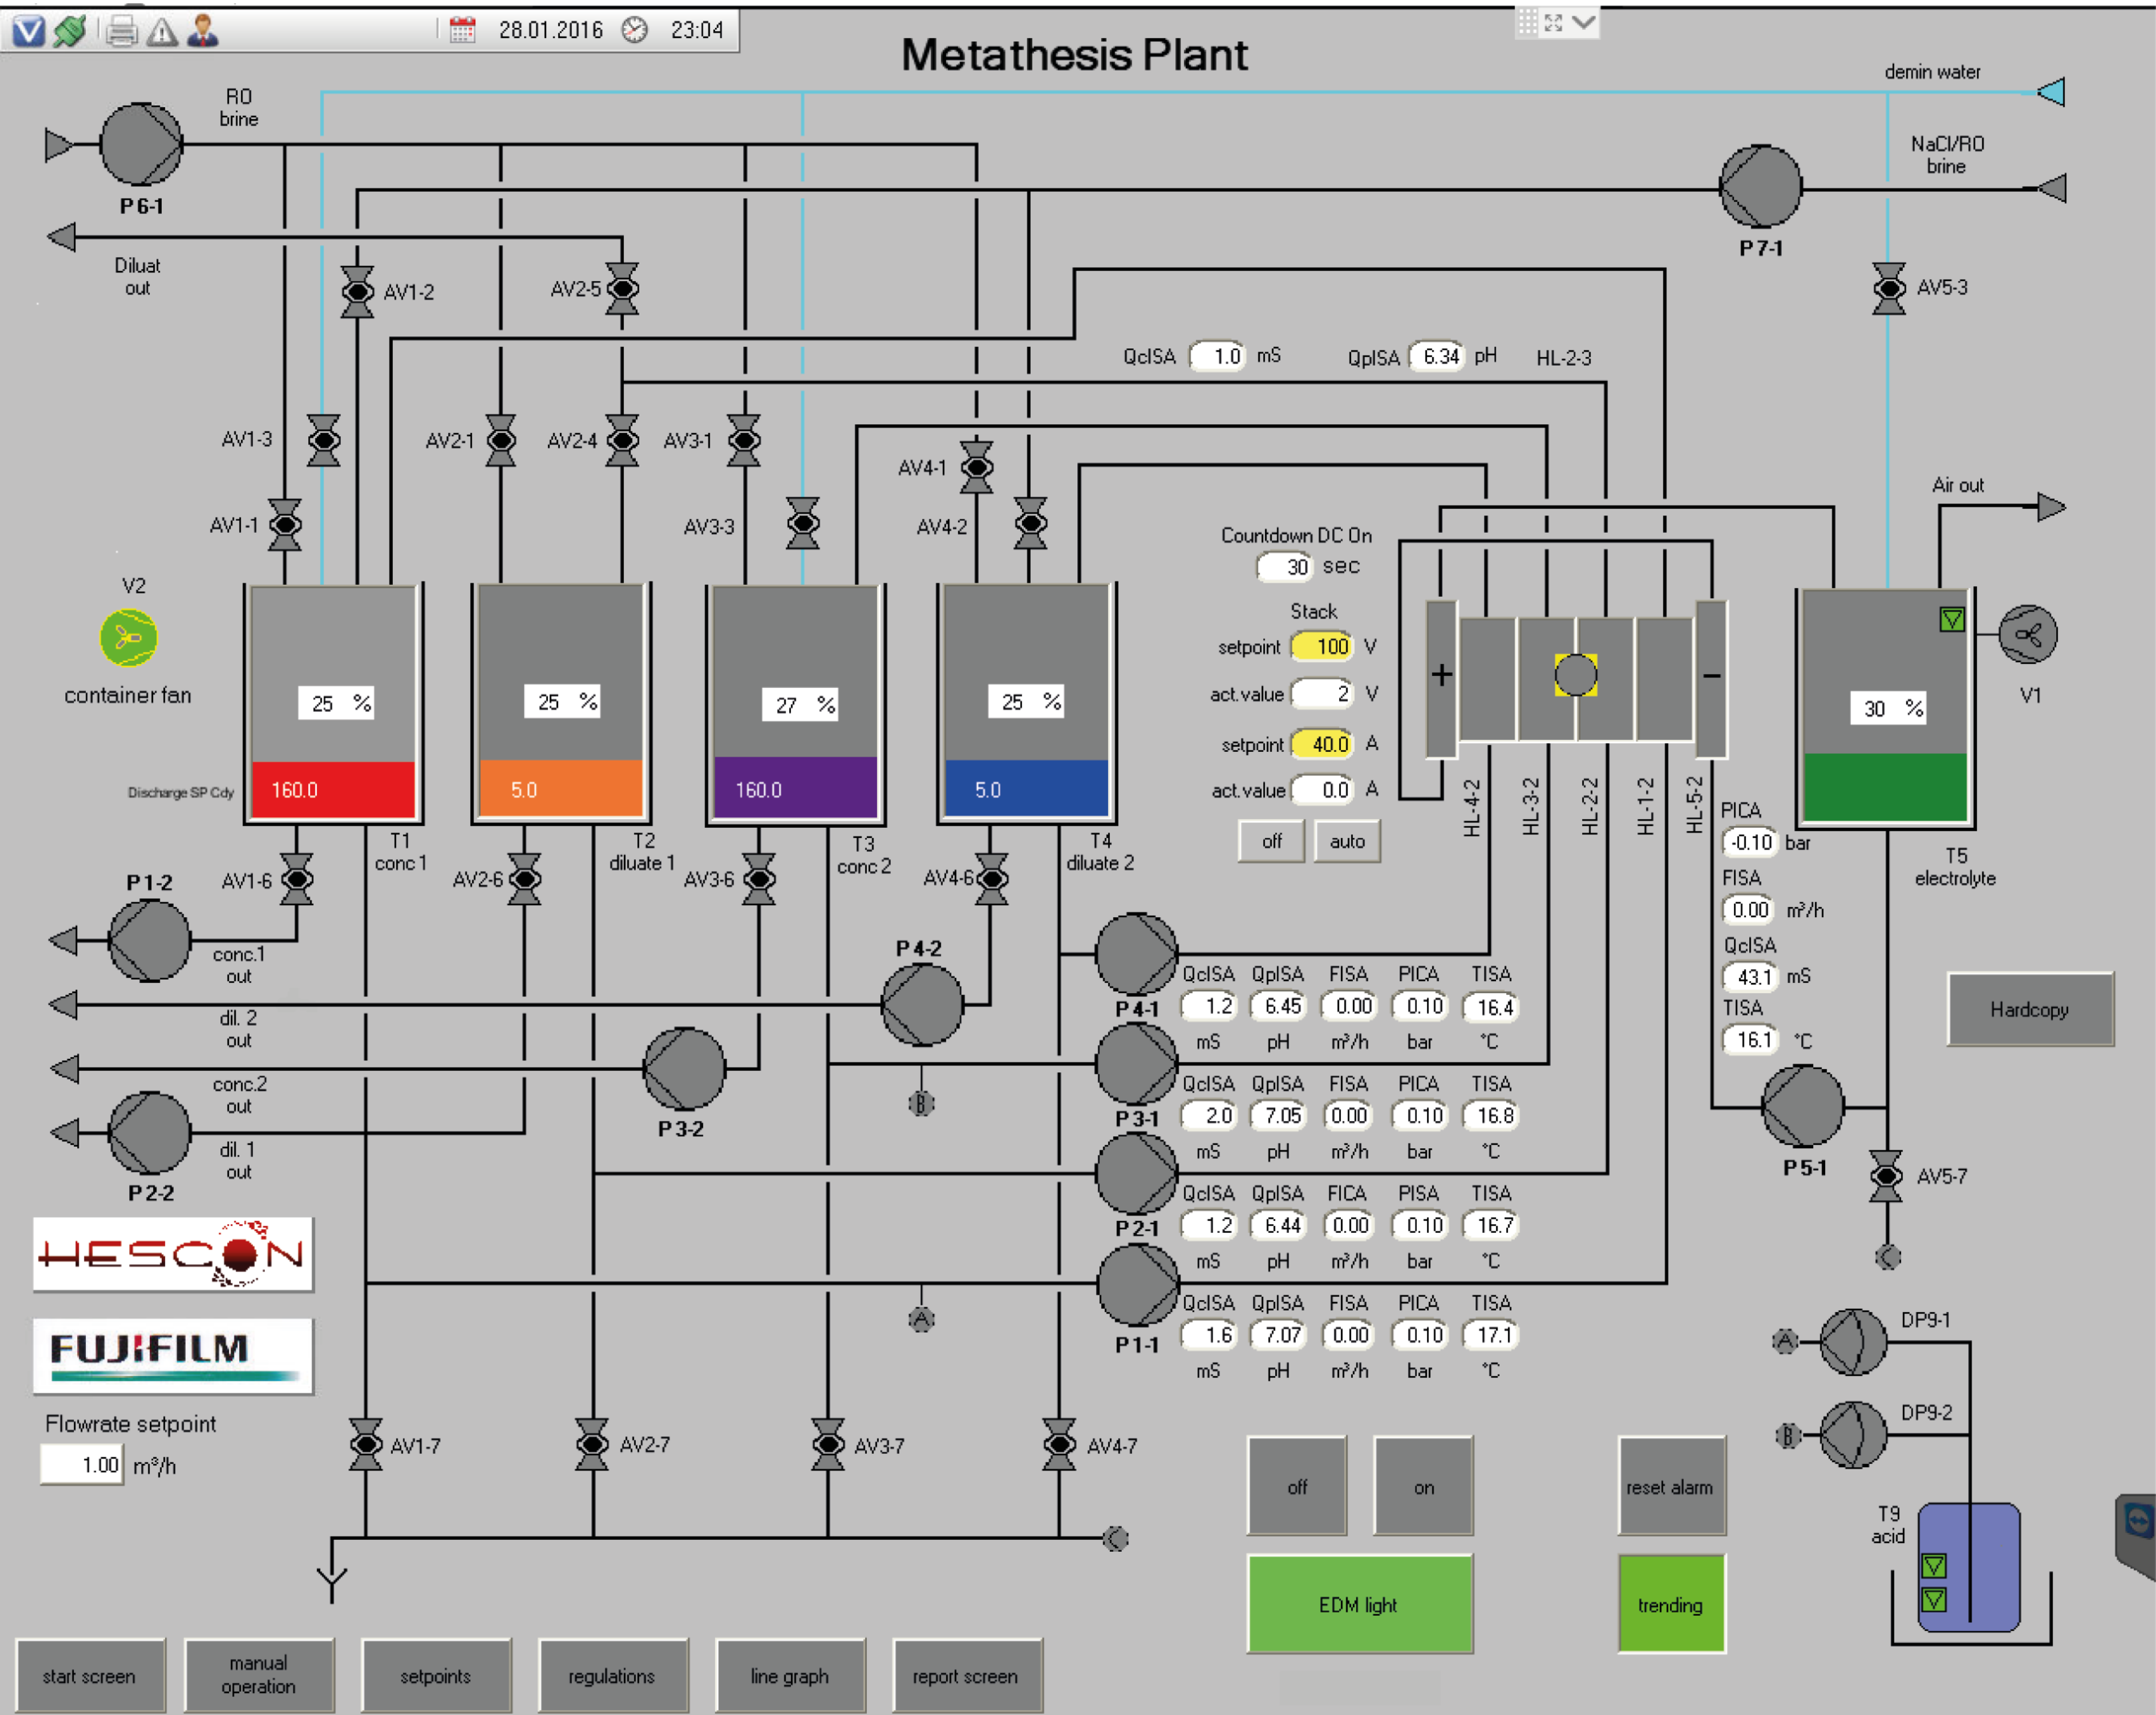 28.01.2016 23:04
Metathesis Plant
demin water
RO
brine
NaCl/RO
brine
P 6-1
P 7-1
Diluat
out
AV1-2
AV2-5
AV5-3
QcISA 1.0 mS
QpISA 6.34 pH
HL-2-3
AV1-3
AV2-1
AV2-4
AV3-1
AV4-1
AV1-1
AV3-3
AV4-2
Air out
Countdown DC On
30 sec
V2
container fan
Stack
setpoint 100 V
act.value 2 V
setpoint 40.0 A
act.value 0.0 A
off
auto
+
−
25 %
25 %
27 %
25 %
30 %
V1
Discharge SP Cdy
160.0
5.0
160.0
5.0
HL-4-2
HL-3-2
HL-2-2
HL-1-2
HL-5-2
T1
conc 1
T2
diluate 1
T3
conc 2
T4
diluate 2
T5
electrolyte
PICA
-0.10 bar
FISA
0.00 m³/h
QcISA
43.1 mS
TISA
16.1 °C
P1-2
AV1-6
AV2-6
AV3-6
AV4-6
conc.1
out
P 4-2
dil. 2
out
conc.2
out
P 3-2
dil. 1
out
P 2-2
B
P 4-1
QcISA QpISA FISA PICA TISA
1.2 6.45 0.00 0.10 16.4
mS pH m³/h bar °C
P 3-1
QcISA QpISA FISA PICA TISA
2.0 7.05 0.00 0.10 16.8
mS pH m³/h bar °C
P 2-1
QcISA QpISA FICA PISA TISA
1.2 6.44 0.00 0.10 16.7
mS pH m³/h bar °C
P 1-1
QcISA QpISA FISA PICA TISA
1.6 7.07 0.00 0.10 17.1
mS pH m³/h bar °C
A
Hardcopy
P 5-1
AV5-7
C
HESCON
FUJIFILM
Flowrate setpoint
1.00 m³/h
AV1-7
AV2-7
AV3-7
AV4-7
C
A
DP9-1
B
DP9-2
T9
acid
off
on
reset alarm
EDM light
trending
start screen
manual
operation
setpoints
regulations
line graph
report screen